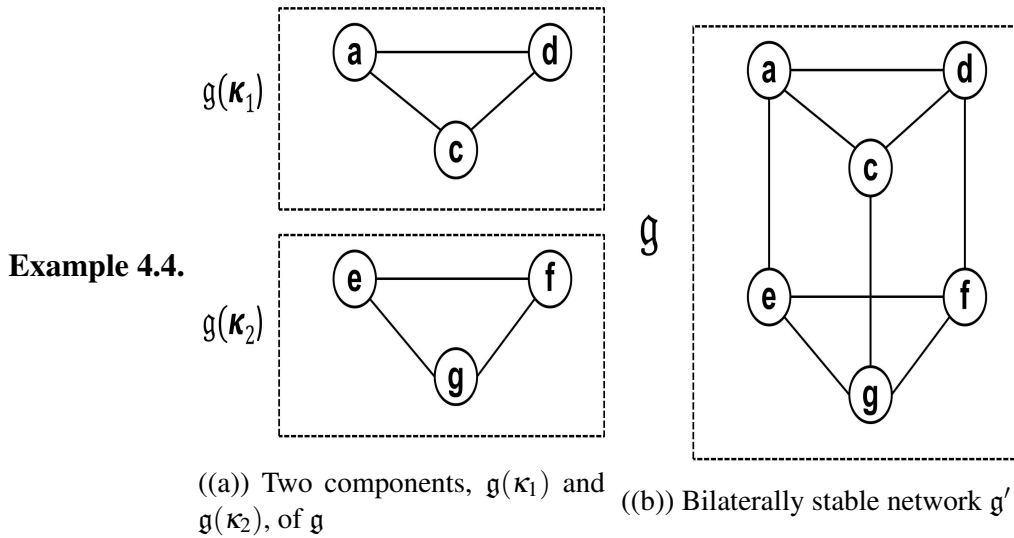 Example 4.4.
𝔤(κ₁)
a
d
c
𝔤(κ₂)
e
f
g
((a)) Two components, 𝔤(κ₁) and
𝔤(κ₂), of 𝔤
𝔤
a
d
c
e
f
g
((b)) Bilaterally stable network 𝔤′